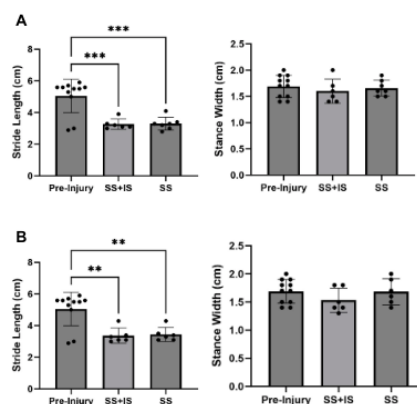 A
***
***
Stride Length (cm)
8
6
4
2
0
Pre-Injury SS+IS SS
Stance Width (cm)
2.5
2.0
1.5
1.0
0.5
0.0
Pre-Injury SS+IS SS
B
**
**
Stride Length (cm)
8
6
4
2
0
Pre-Injury SS+IS SS
Stance Width (cm)
2.5
2.0
1.5
1.0
0.5
0.0
Pre-Injury SS+IS SS